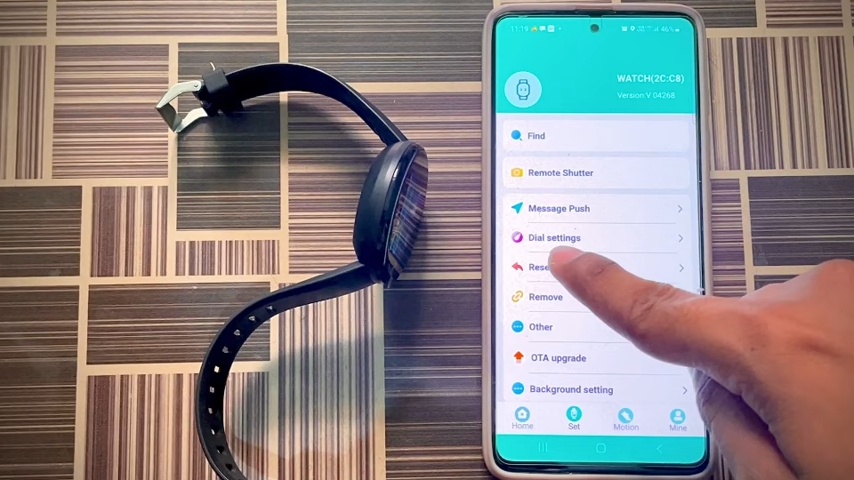 11:19
46%
WATCH(2C:C8)
Version:V 04268
Find
Remote Shutter
Message Push
Dial settings
Rese
Remove
Other
OTA upgrade
Background setting
Home Set Motion Mine